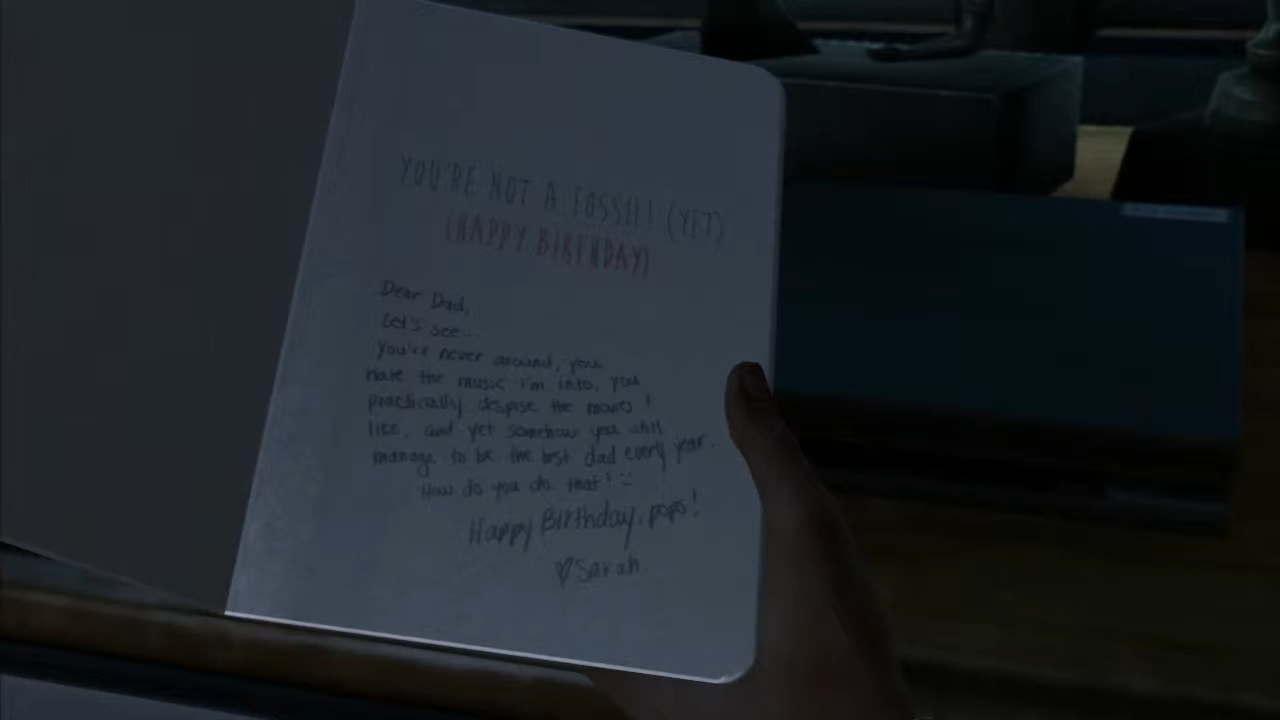 YOU'RE NOT A FOSSIL! (YET)
(HAPPY BIRTHDAY)
Dear Dad,
Let's see...
You're never around, you
hate the music i'm into, you
practically despise the movies I
like, and yet somehow you still
manage to be the best dad every year.
How do you do that? :)
Happy Birthday, pops!
♡ Sarah